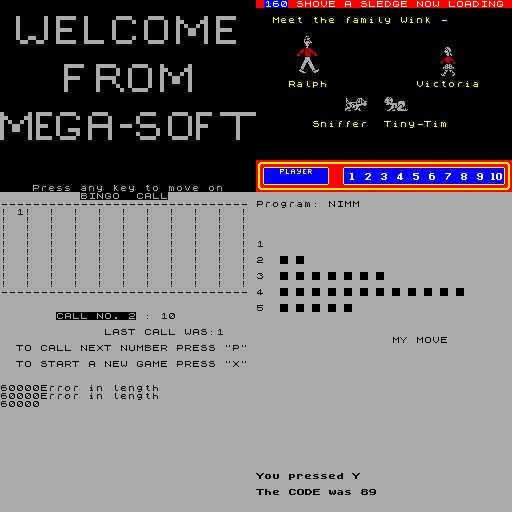 WELCOME
FROM
MEGA-SOFT
Press any key to move on
160 SHOVE A SLEDGE NOW LOADING
Meet the family Wink -
Ralph Victoria
Sniffer Tiny-Tim
PLAYER 1 2 3 4 5 6 7 8 9 10
BINGO CALL
1
CALL NO. 2 : 10
LAST CALL WAS:1
TO CALL NEXT NUMBER PRESS "P"
TO START A NEW GAME PRESS "X"
60000Error in length
60000Error in length
60000
Program: NIMM
1
2
3
4
5
MY MOVE
You pressed Y
The CODE was 89